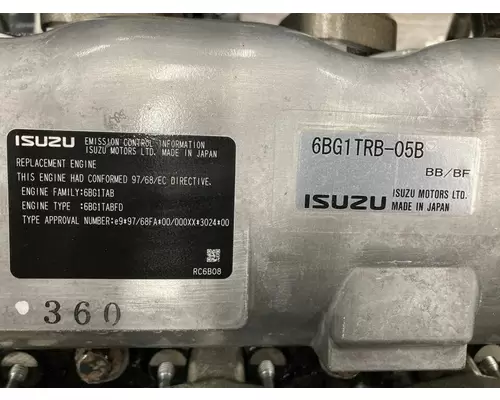 ISUZU EMISSION CONTROL INFORMATION
ISUZU MOTORS LTD. MADE IN JAPAN
REPLACEMENT ENGINE
THIS ENGINE HAD CONFORMED 97/68/EC DIRECTIVE.
ENGINE FAMILY:6BG1TAB
ENGINE TYPE :6BG1TABFD
TYPE APPROVAL NUMBER:e9*97/68FA*00/000XX*3024*00
RC6B08
6BG1TRB-05B
BB/BF
ISUZU ISUZU MOTORS LTD.
MADE IN JAPAN
360